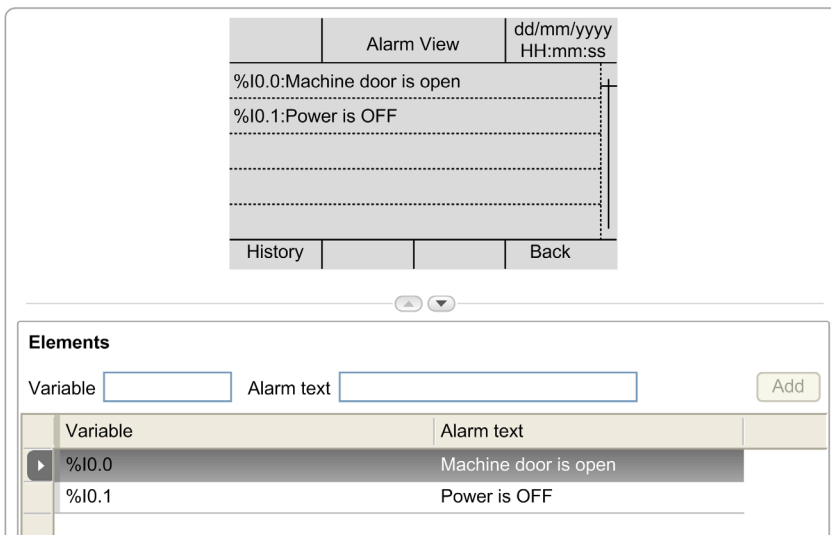 Alarm View
dd/mm/yyyy
HH:mm:ss
%I0.0:Machine door is open
%I0.1:Power is OFF
History Back
Elements
Variable Alarm text Add
Variable Alarm text
%I0.0 Machine door is open
%I0.1 Power is OFF